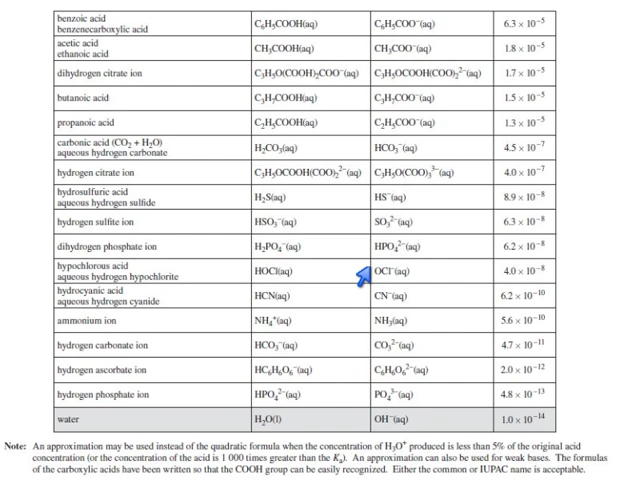 benzoic acid
benzenecarboxylic acid C₆H₅COOH(aq) C₆H₅COO⁻(aq) 6.3 × 10⁻⁵
acetic acid
ethanoic acid CH₃COOH(aq) CH₃COO⁻(aq) 1.8 × 10⁻⁵
dihydrogen citrate ion C₃H₅O(COOH)₂COO⁻(aq) C₃H₅OCOOH(COO)₂²⁻(aq) 1.7 × 10⁻⁵
butanoic acid C₃H₇COOH(aq) C₃H₇COO⁻(aq) 1.5 × 10⁻⁵
propanoic acid C₂H₅COOH(aq) C₂H₅COO⁻(aq) 1.3 × 10⁻⁵
carbonic acid (CO₂ + H₂O)
aqueous hydrogen carbonate H₂CO₃(aq) HCO₃⁻(aq) 4.5 × 10⁻⁷
hydrogen citrate ion C₃H₅OCOOH(COO)₂²⁻(aq) C₃H₅O(COO)₃³⁻(aq) 4.0 × 10⁻⁷
hydrosulfuric acid
aqueous hydrogen sulfide H₂S(aq) HS⁻(aq) 8.9 × 10⁻⁸
hydrogen sulfite ion HSO₃⁻(aq) SO₃²⁻(aq) 6.3 × 10⁻⁸
dihydrogen phosphate ion H₂PO₄⁻(aq) HPO₄²⁻(aq) 6.2 × 10⁻⁸
hypochlorous acid
aqueous hydrogen hypochlorite HOCl(aq) OCl⁻(aq) 4.0 × 10⁻⁸
hydrocyanic acid
aqueous hydrogen cyanide HCN(aq) CN⁻(aq) 6.2 × 10⁻¹⁰
ammonium ion NH₄⁺(aq) NH₃(aq) 5.6 × 10⁻¹⁰
hydrogen carbonate ion HCO₃⁻(aq) CO₃²⁻(aq) 4.7 × 10⁻¹¹
hydrogen ascorbate ion HC₆H₆O₆⁻(aq) C₆H₆O₆²⁻(aq) 2.0 × 10⁻¹²
hydrogen phosphate ion HPO₄²⁻(aq) PO₄³⁻(aq) 4.8 × 10⁻¹³
water H₂O(l) OH⁻(aq) 1.0 × 10⁻¹⁴
Note: An approximation may be used instead of the quadratic formula when the concentration of H₃O⁺ produced is less than 5% of the original acid
concentration (or the concentration of the acid is 1 000 times greater than the Kₐ). An approximation can also be used for weak bases. The formulas
of the carboxylic acids have been written so that the COOH group can be easily recognized. Either the common or IUPAC name is acceptable.